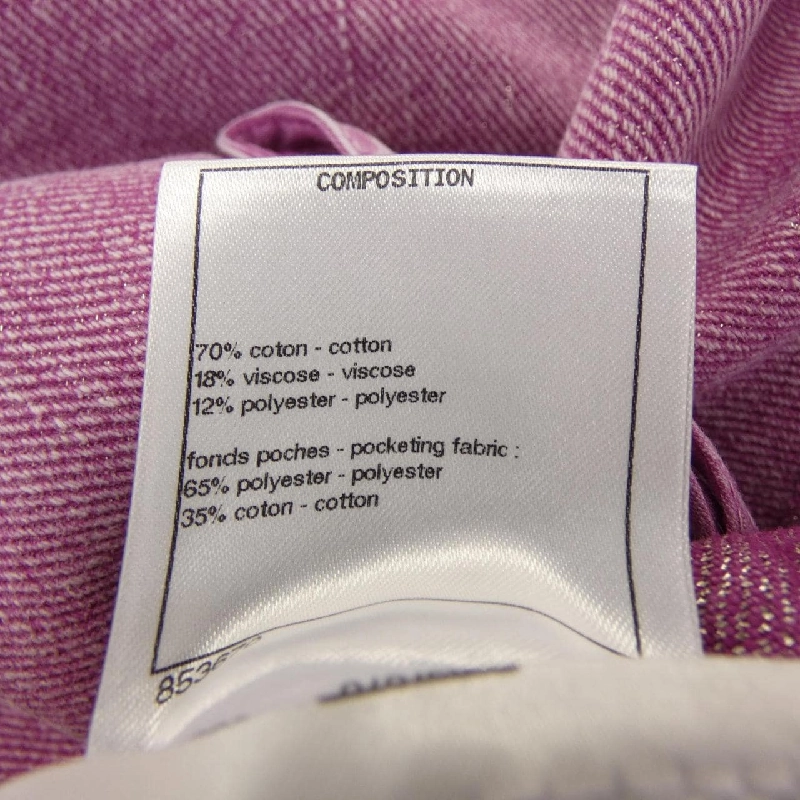 COMPOSITION
70% coton - cotton
18% viscose - viscose
12% polyester - polyester
fonds poches - pocketing fabric :
65% polyester - polyester
35% coton - cotton